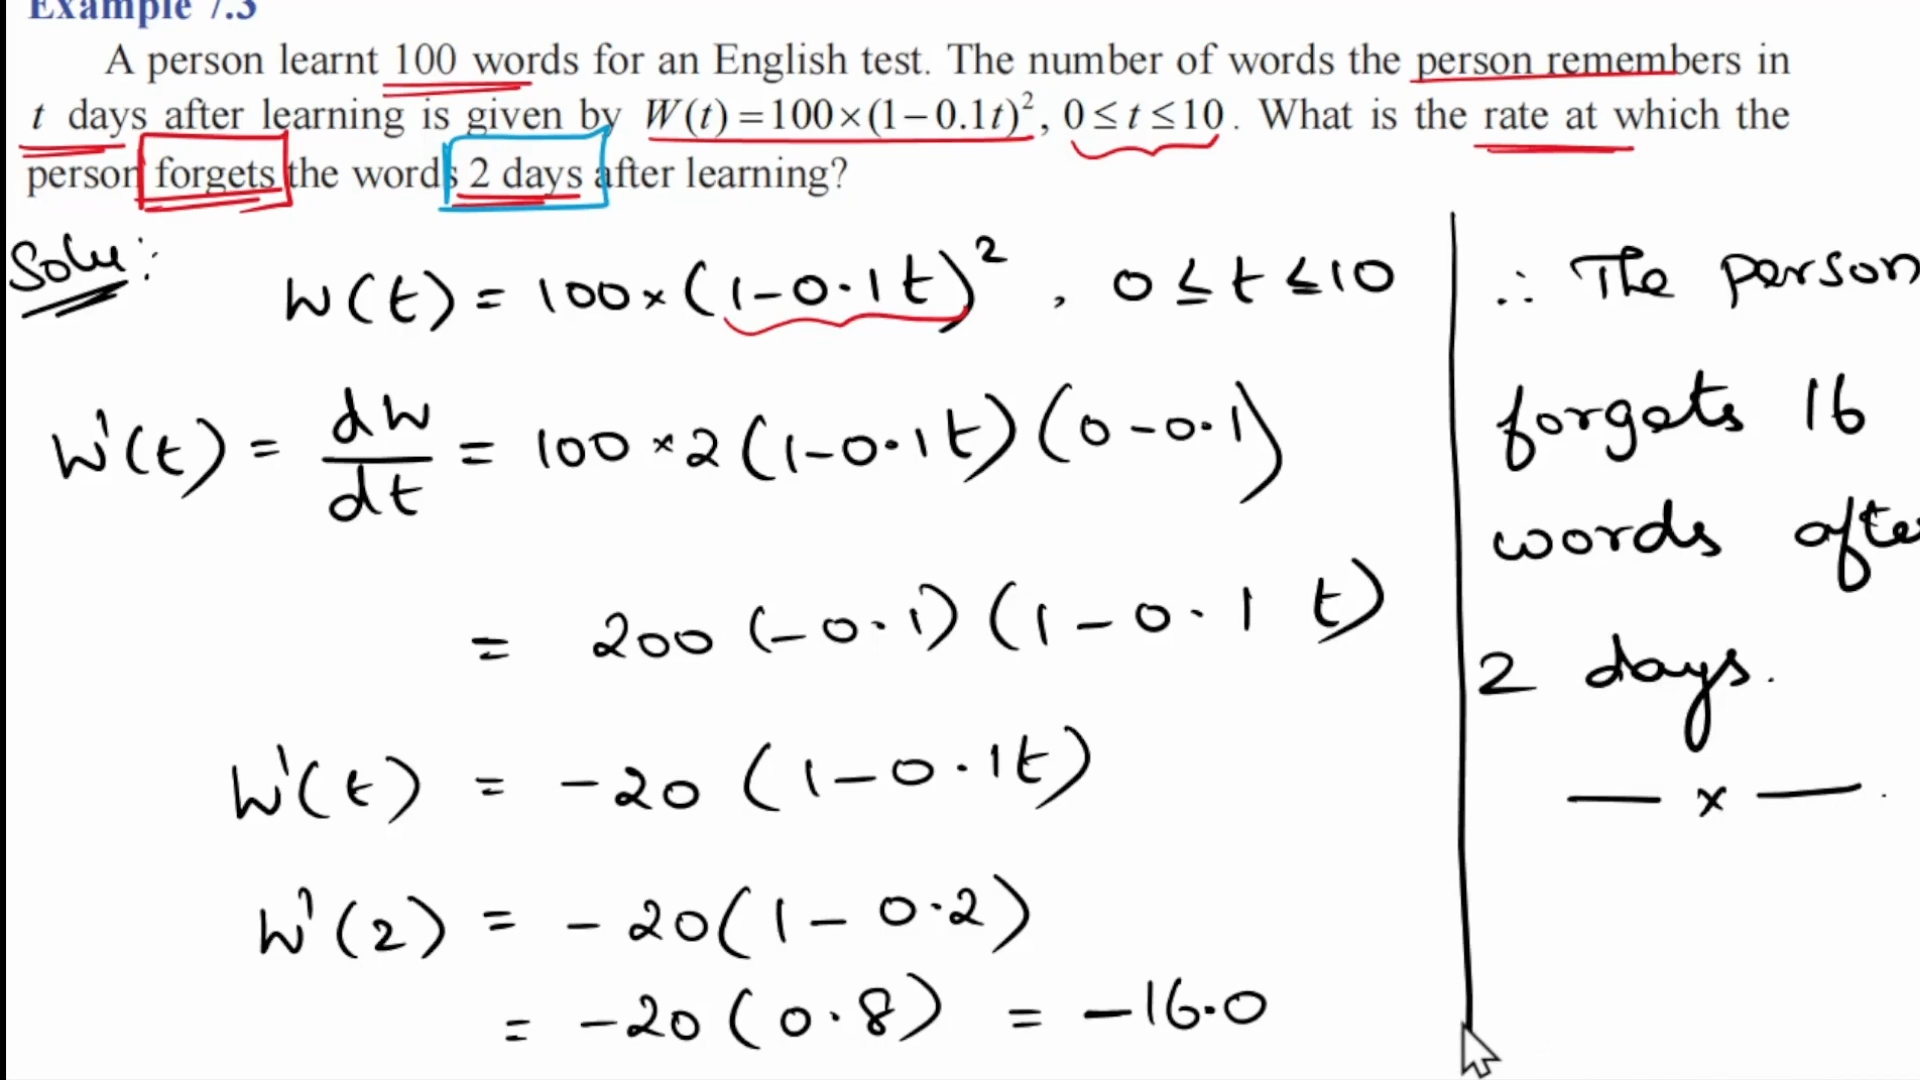 Example 7.3
A person learnt 100 words for an English test. The number of words the person remembers in
t days after learning is given by W(t)=100×(1−0.1t)², 0≤t≤10. What is the rate at which the
person forgets the words 2 days after learning?
Solu:
W(t) = 100×(1-0.1t)², 0≤t≤10
W'(t) = dw/dt = 100×2(1-0.1t)(0-0.1)
= 200(-0.1)(1-0.1t)
W'(t) = -20(1-0.1t)
W'(2) = -20(1-0.2)
= -20(0.8) = -16.0
∴ The person
forgets 16
words afte
2 days.
— x —.